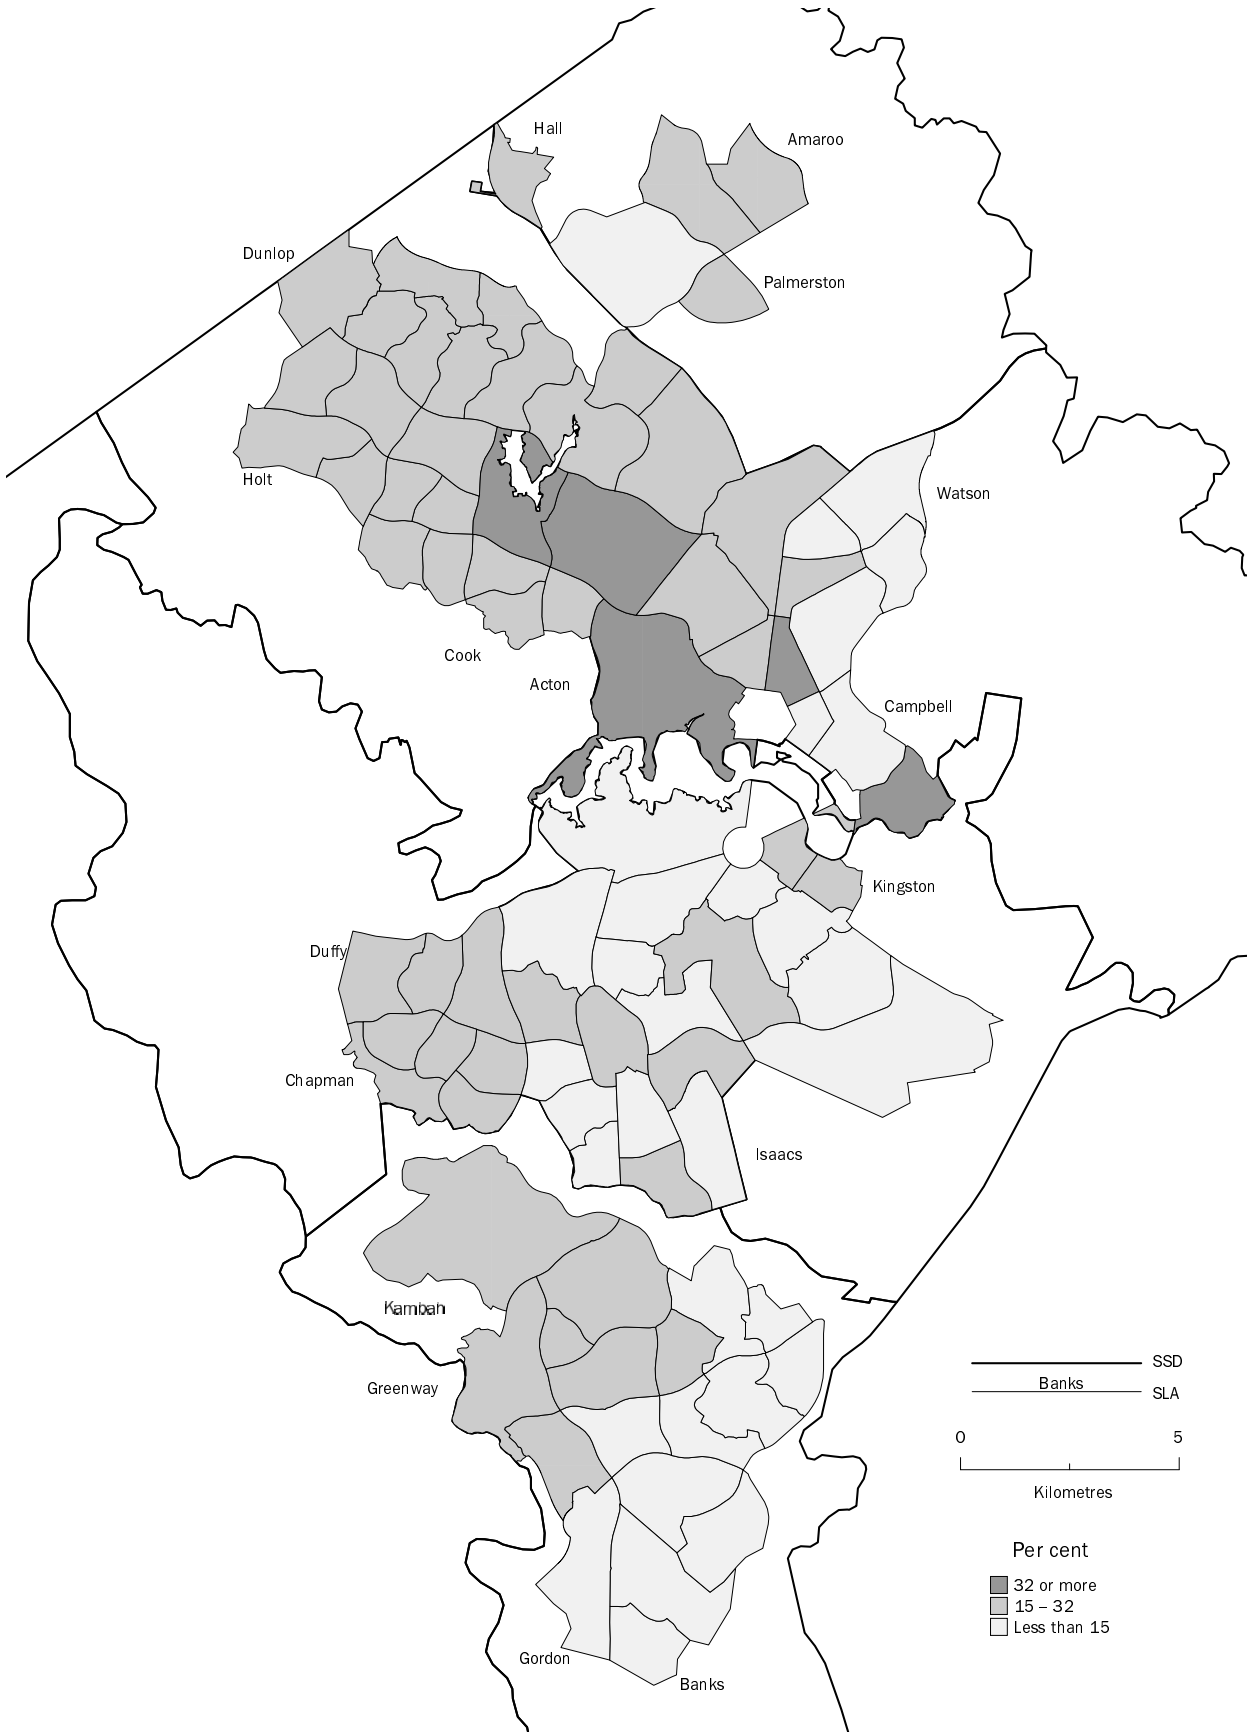 Hall
Amaroo
Dunlop
Palmerston
Holt
Watson
Cook
Acton
Campbell
Kingston
Duffy
Chapman
Isaacs
Kambah
Greenway
SSD
Banks
SLA
0 5
Kilometres
Per cent
32 or more
15 – 32
Less than 15
Gordon
Banks